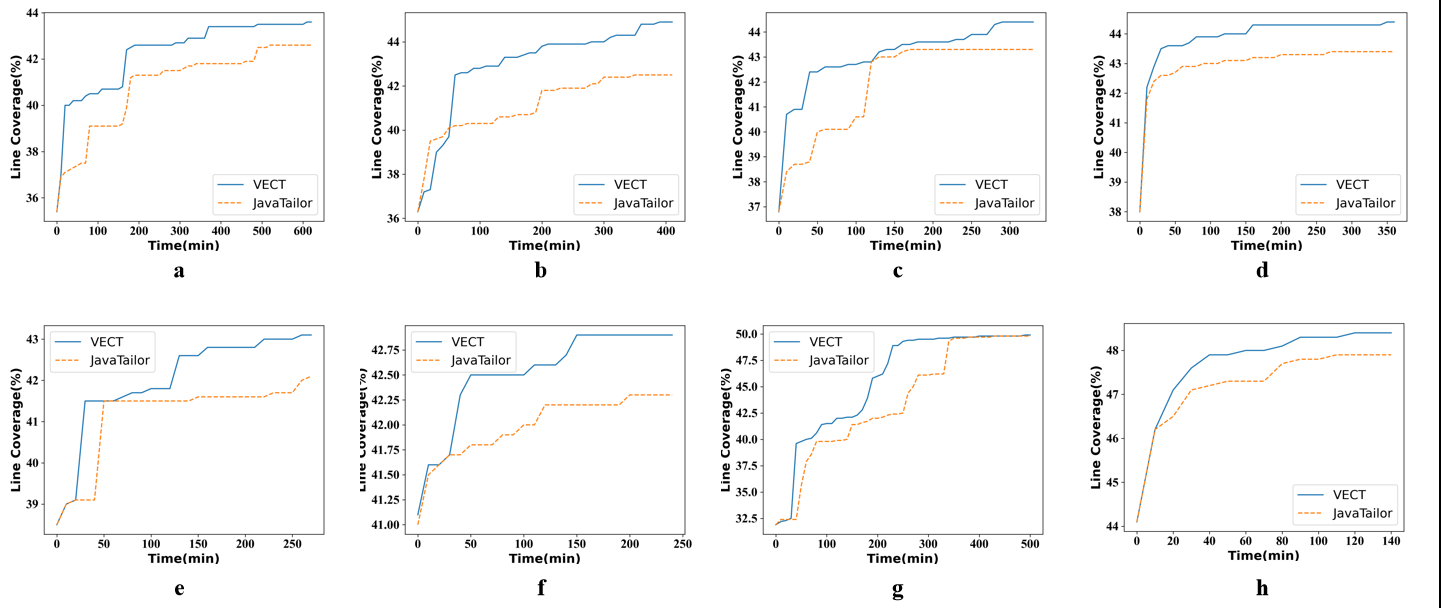 44
42
40
38
36
Line Coverage(%)
VECT
JavaTailor
0 100 200 300 400 500 600
Time(min)
a
44
42
40
38
36
Line Coverage(%)
VECT
JavaTailor
0 100 200 300 400
Time(min)
b
44
43
42
41
40
39
38
37
Line Coverage(%)
VECT
JavaTailor
0 50 100 150 200 250 300
Time(min)
c
44
43
42
41
40
39
38
Line Coverage(%)
VECT
JavaTailor
0 50 100 150 200 250 300 350
Time(min)
d
43
42
41
40
39
Line Coverage(%)
VECT
JavaTailor
0 50 100 150 200 250
Time(min)
e
42.75
42.50
42.25
42.00
41.75
41.50
41.25
41.00
Line Coverage(%)
VECT
JavaTailor
0 50 100 150 200 250
Time(min)
f
50.0
47.5
45.0
42.5
40.0
37.5
35.0
32.5
Line Coverage(%)
VECT
JavaTailor
0 100 200 300 400 500
Time(min)
g
48
47
46
45
44
Line Coverage(%)
VECT
JavaTailor
0 20 40 60 80 100 120 140
Time(min)
h